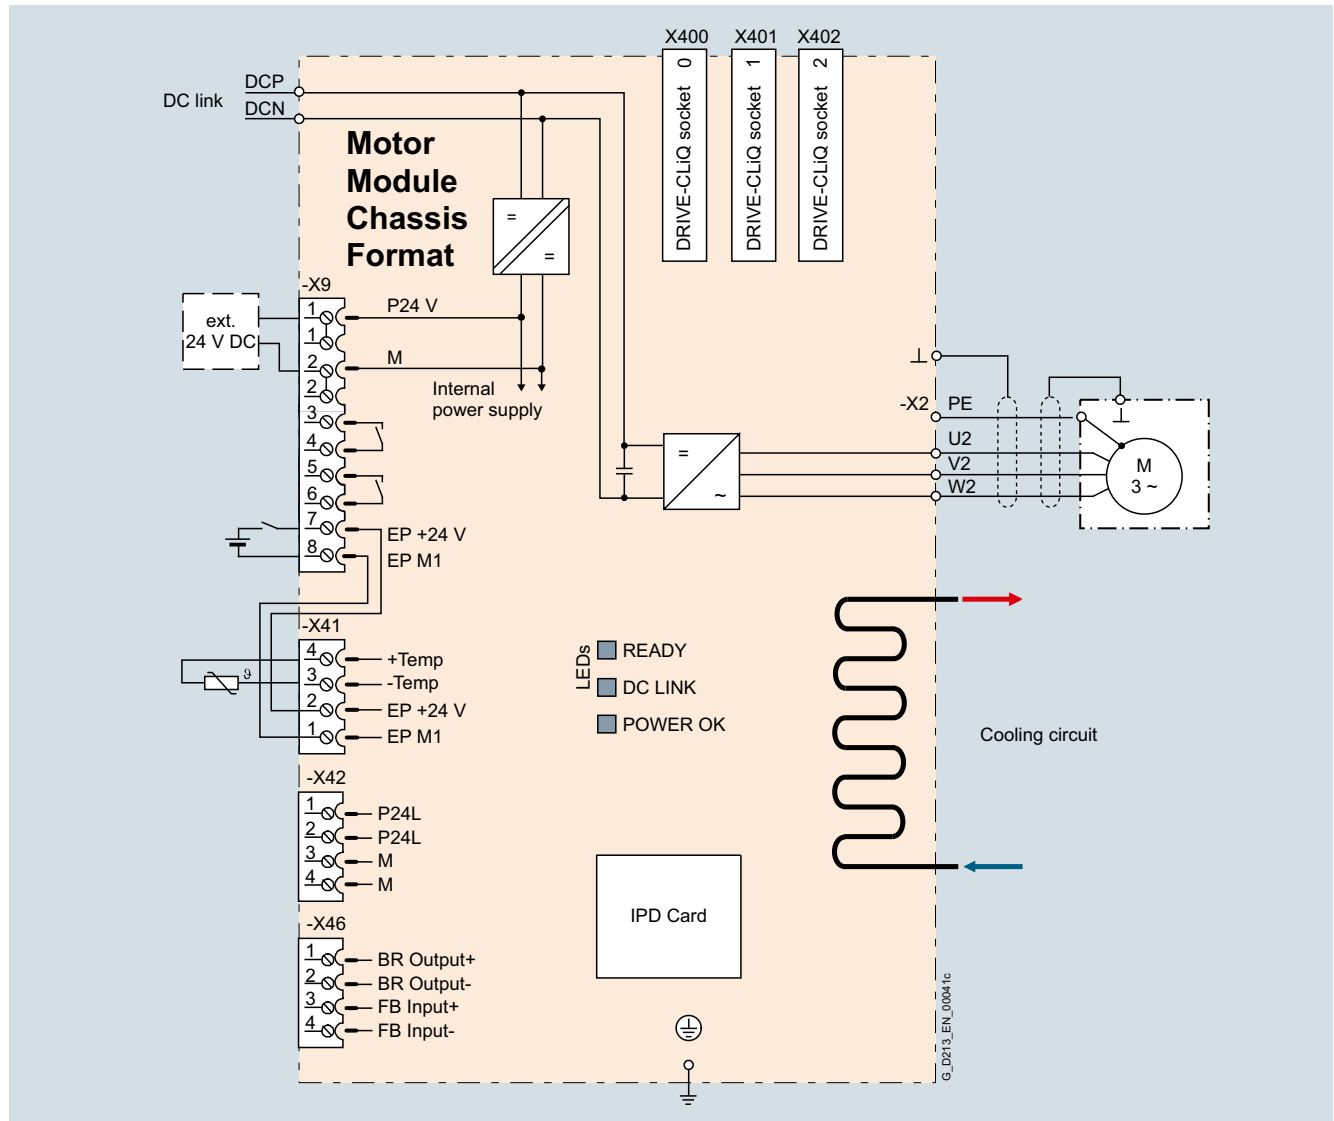 X400 X401 X402
DRIVE-CLiQ socket 0
DRIVE-CLiQ socket 1
DRIVE-CLiQ socket 2
DC link
DCP
DCN
Motor
Module
Chassis
Format
=
=
-X9
1
1
2
2
3
4
5
6
7
8
ext.
24 V DC
P24 V
M
Internal
power supply
EP +24 V
EP M1
=
~
-X2
PE
U2
V2
W2
M
3 ~
-X41
4 +Temp
3 -Temp
2 EP +24 V
1 EP M1
ϑ
LEDs
READY
DC LINK
POWER OK
Cooling circuit
-X42
1 P24L
2 P24L
3 M
4 M
IPD Card
-X46
1 BR Output+
2 BR Output-
3 FB Input+
4 FB Input-
G_D213_EN_00041c